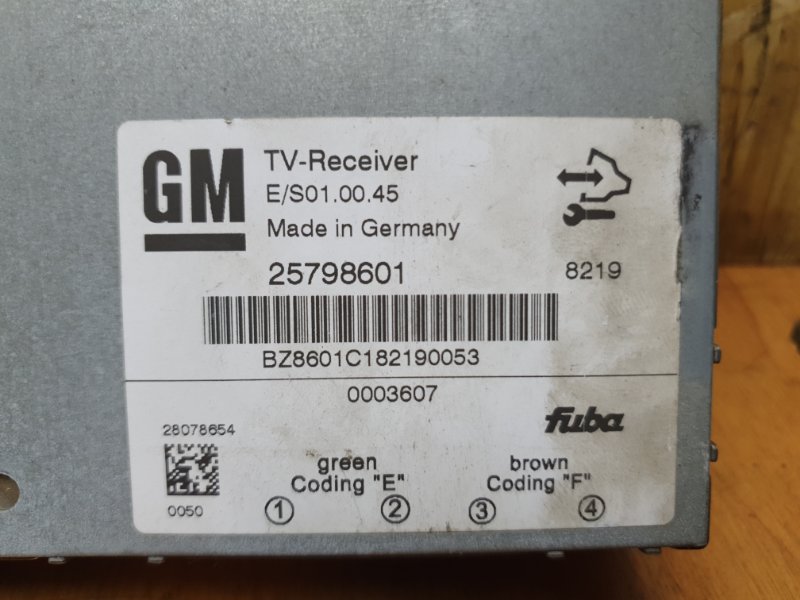 GM
TV-Receiver
E/S01.00.45
Made in Germany
25798601
8219
BZ8601C182190053
0003607
fuba
28078654
0050
green
Coding "E"
1 2
brown
Coding "F"
3 4